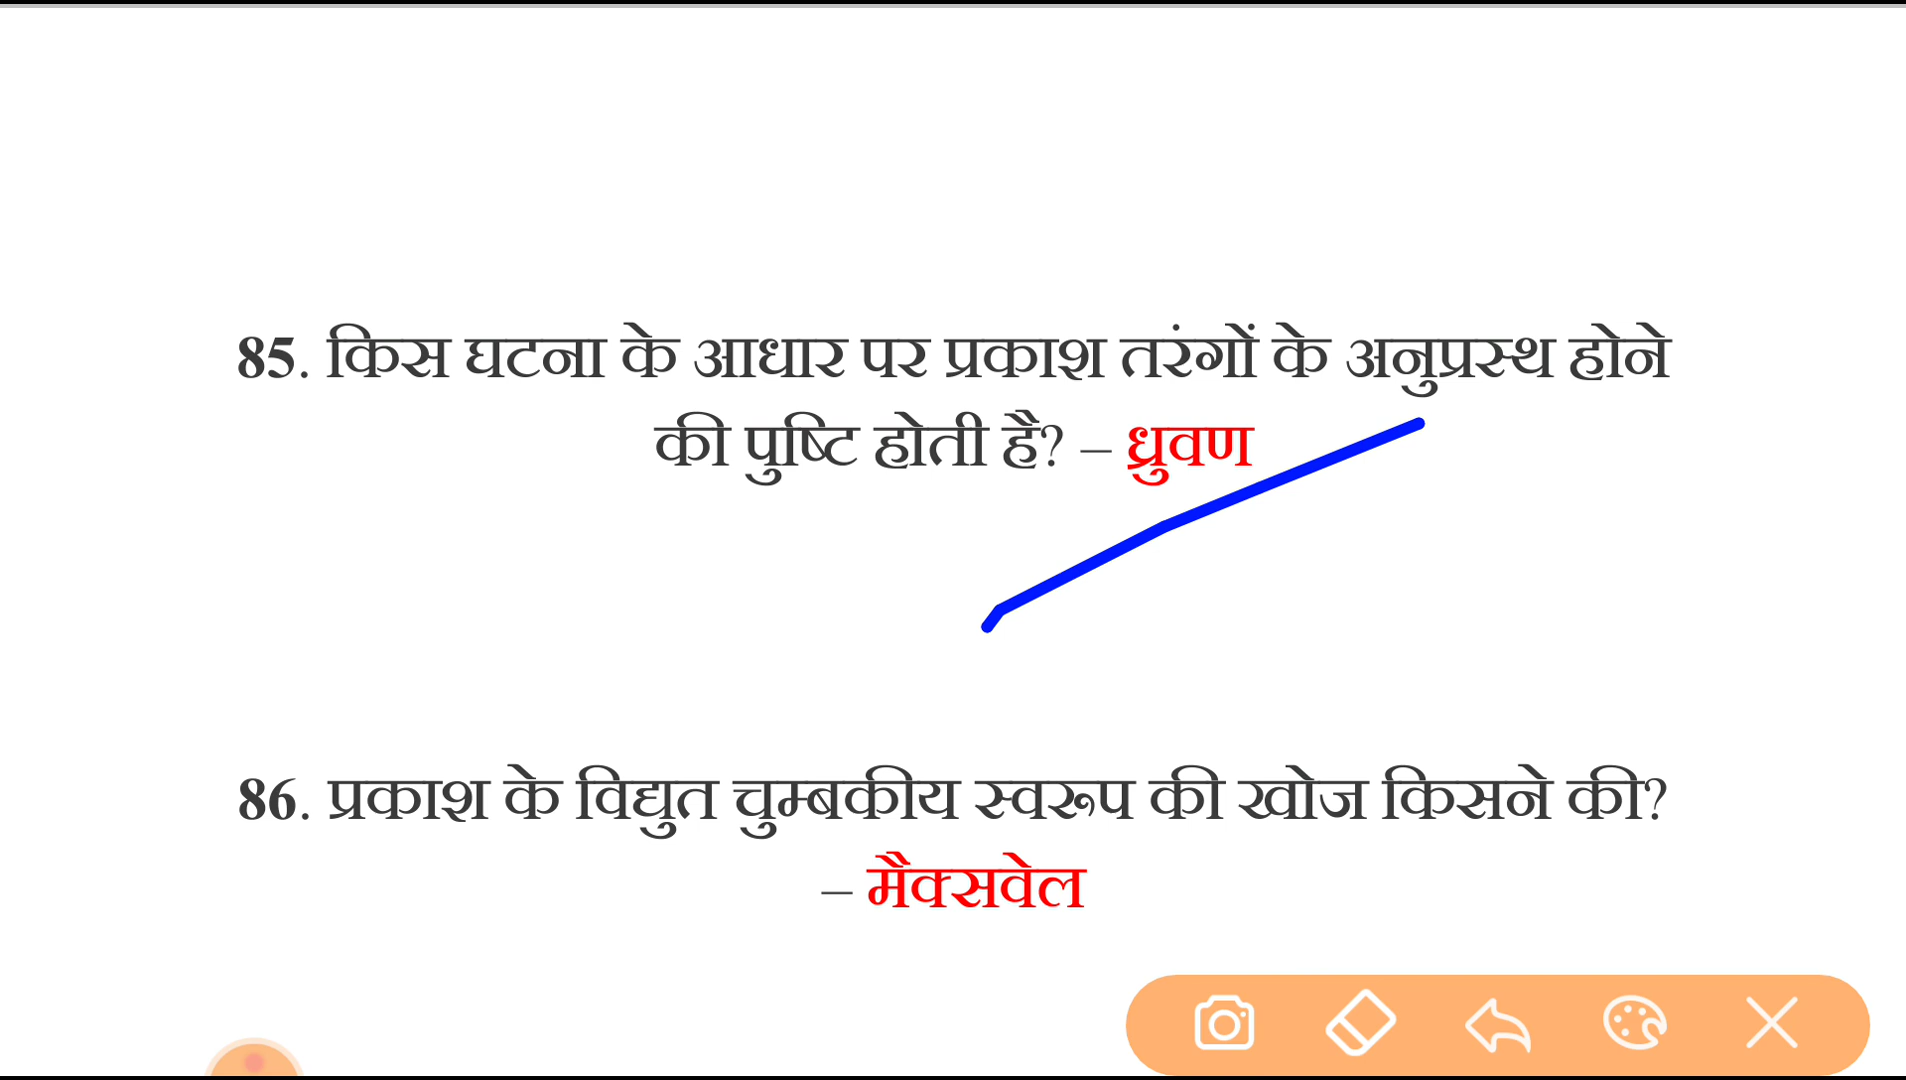 85. किस घटना के आधार पर प्रकाश तरंगों के अनुप्रस्थ होने
की पुष्टि होती है? – ध्रुवण
86. प्रकाश के विद्युत चुम्बकीय स्वरूप की खोज किसने की?
– मैक्सवेल